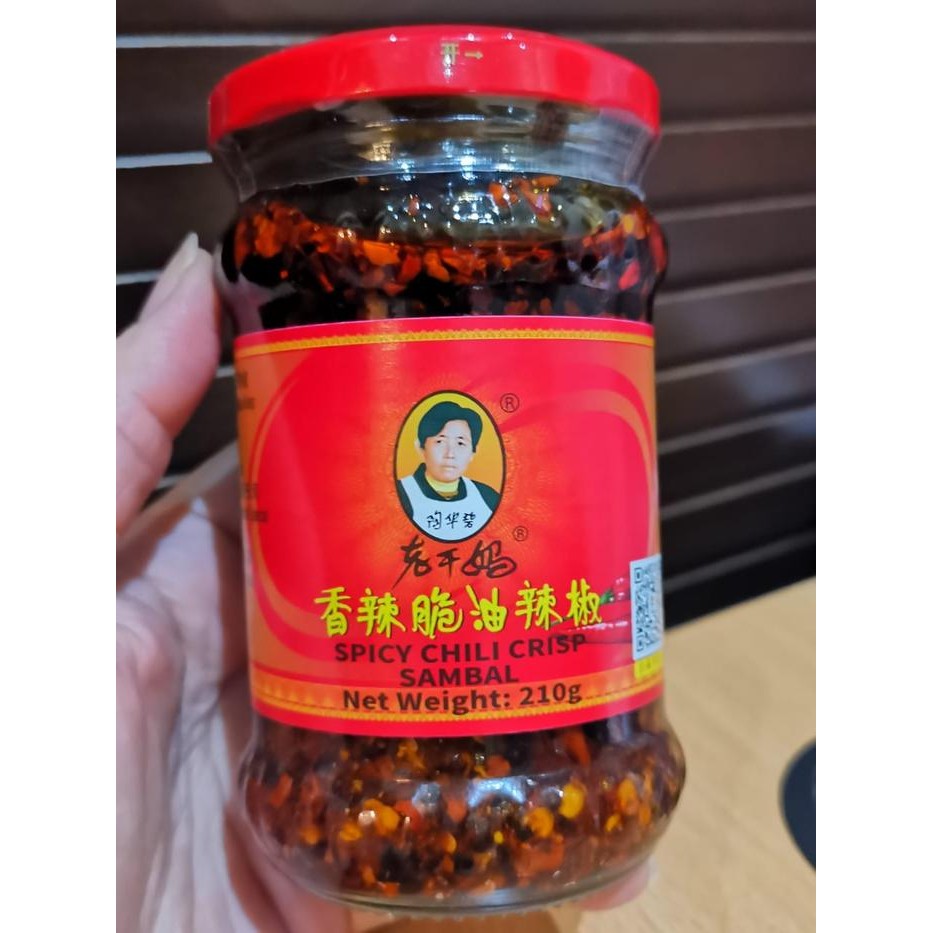 开→
®
陶华碧
老干妈®
香辣脆油辣椒
SPICY CHILI CRISP
SAMBAL
Net Weight: 210g